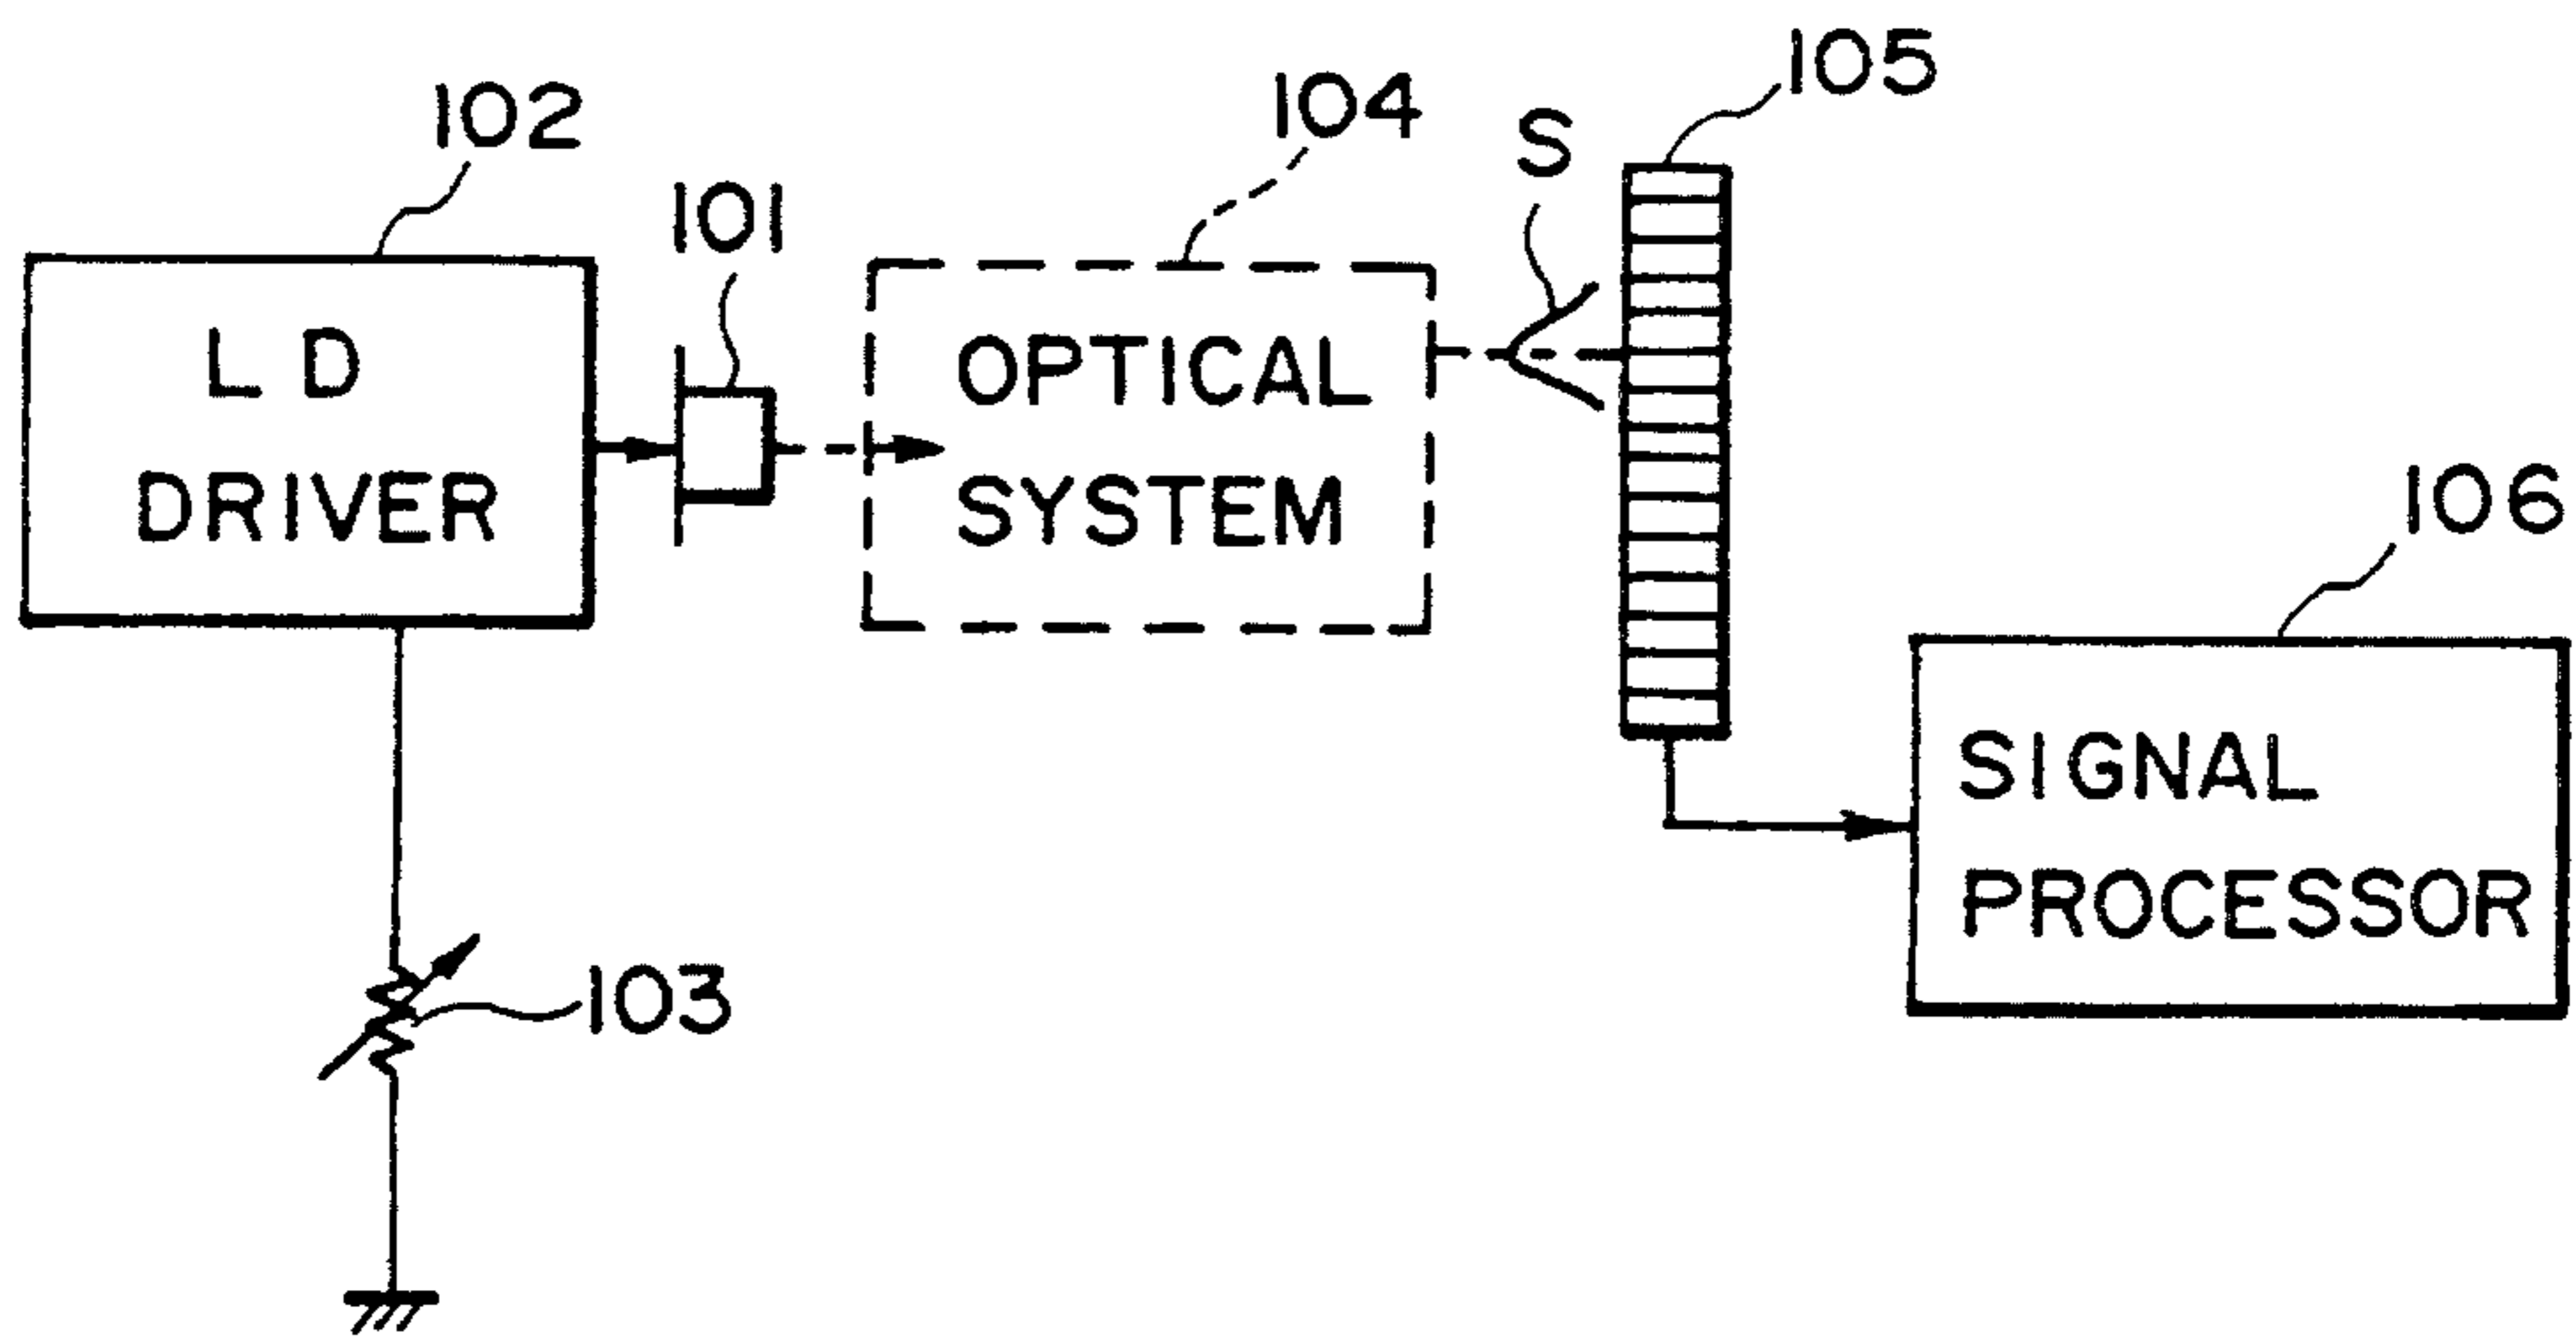 102
101
104
S
105
LD
DRIVER
OPTICAL
SYSTEM
106
SIGNAL
PROCESSOR
103